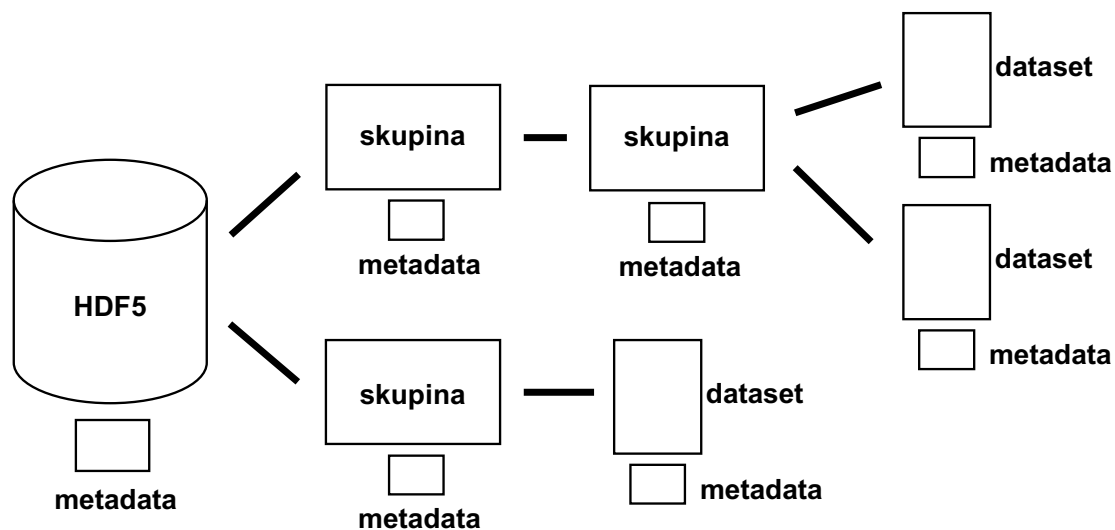 dataset
skupina
skupina
metadata
metadata
metadata
dataset
HDF5
metadata
skupina
dataset
metadata
metadata
metadata